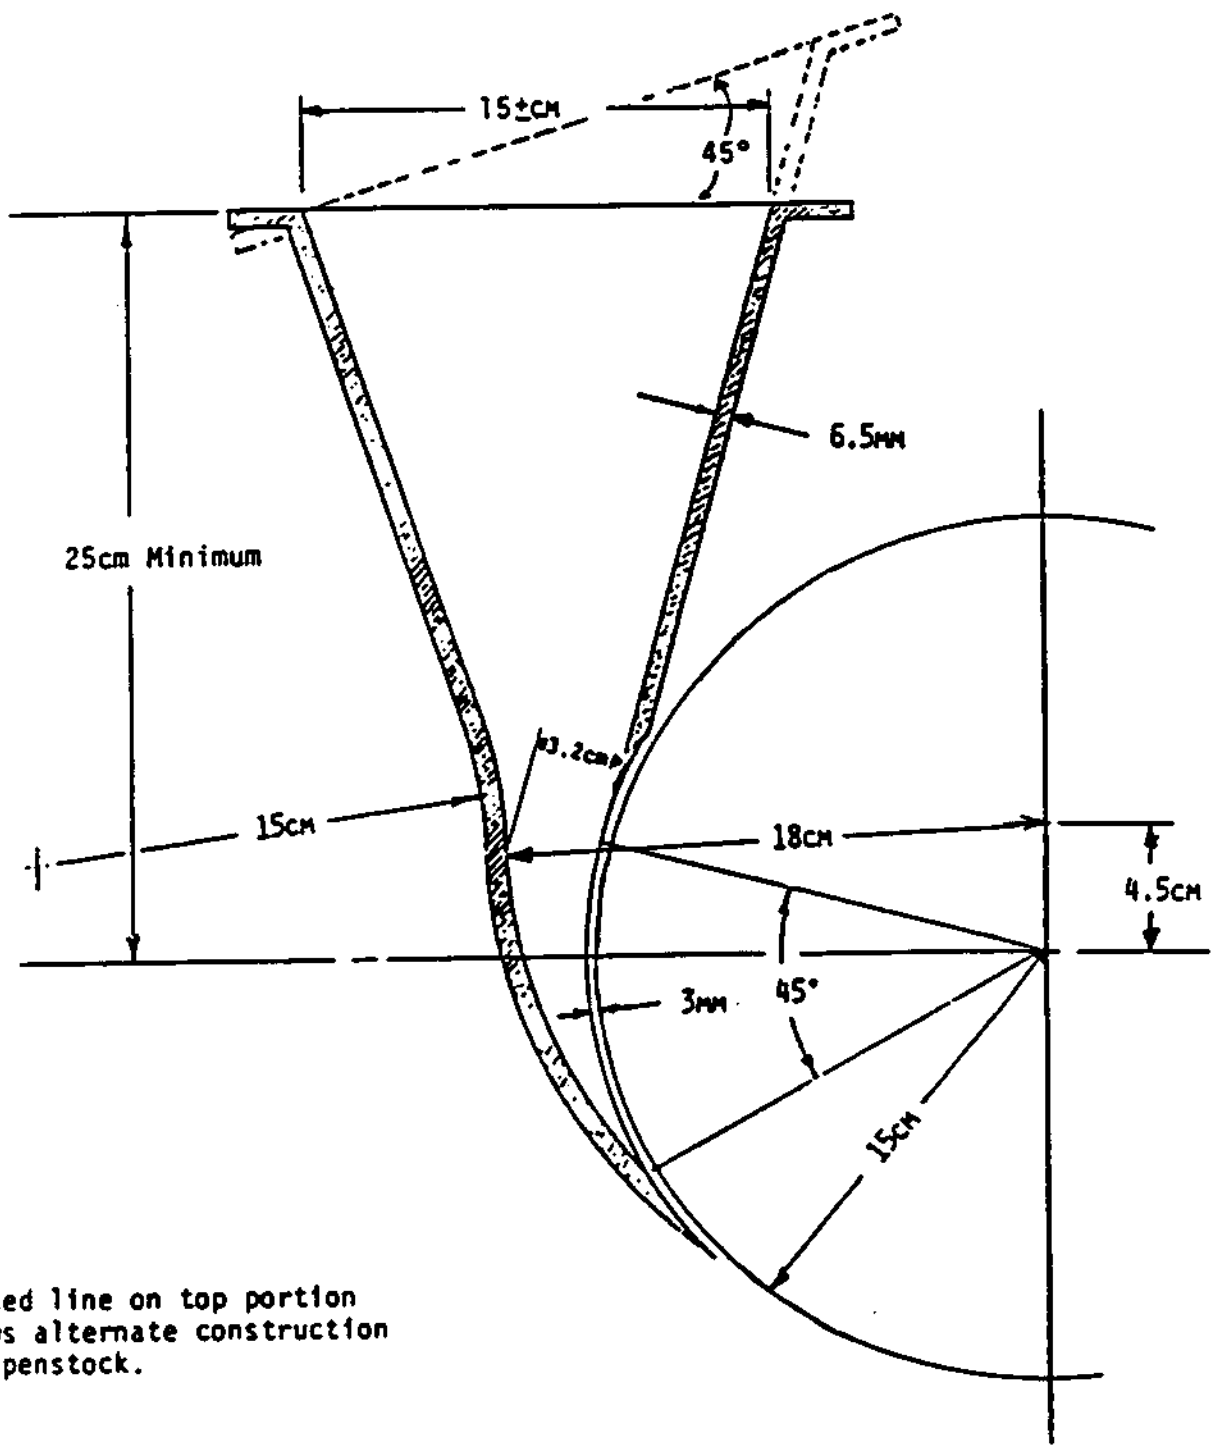 15±cm
45°
6.5mm
25cm Minimum
3.2cm
15cm
18cm
4.5cm
3mm
45°
15cm
ed line on top portion
s alternate construction
penstock.